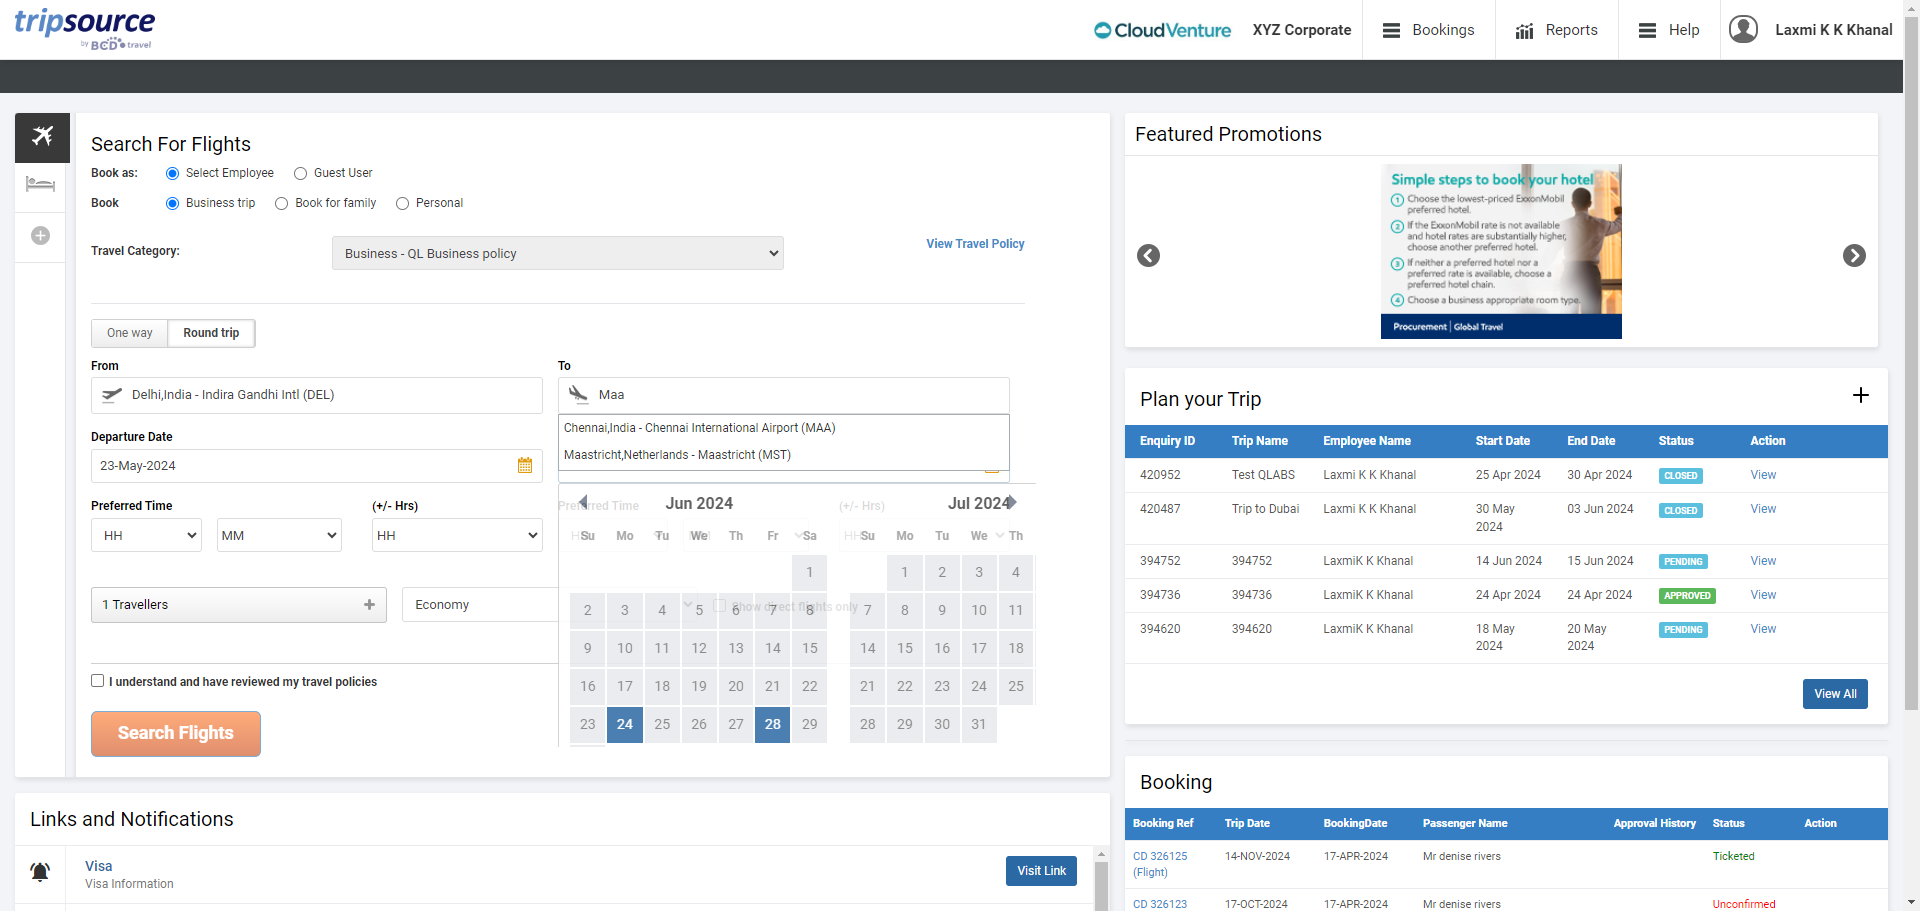 tripsource
by BCD travel
CloudVenture
XYZ Corporate
Bookings
Reports
Help
Laxmi K K Khanal
Search For Flights
Book as:
Select Employee
Guest User
Book
Business trip
Book for family
Personal
Travel Category:
Business - QL Business policy
View Travel Policy
One way
Round trip
From
To
Delhi,India - Indira Gandhi Intl (DEL)
Maa
Chennai,India - Chennai International Airport (MAA)
Maastricht,Netherlands - Maastricht (MST)
Departure Date
23-May-2024
Preferred Time
(+/- Hrs)
HH
MM
HH
Preferred Time
(+/- Hrs)
Jun 2024
Su Mo Tu We Th Fr Sa
1
2 3 4 5 6 7 8
9 10 11 12 13 14 15
16 17 18 19 20 21 22
23 24 25 26 27 28 29
Jul 2024
Su Mo Tu We Th
1 2 3 4
7 8 9 10 11
14 15 16 17 18
21 22 23 24 25
28 29 30 31
Show direct flights only
1 Travellers
Economy
I understand and have reviewed my travel policies
Search Flights
Links and Notifications
Visa
Visa Information
Visit Link
Featured Promotions
Simple steps to book your hotel
1 Choose the lowest-priced ExxonMobil
preferred hotel.
2 If the ExxonMobil rate is not available
and hotel rates are substantially higher,
choose another preferred hotel.
3 If neither a preferred hotel nor a
preferred rate is available, choose a
preferred hotel chain.
4 Choose a business appropriate room type.
Procurement | Global Travel
Plan your Trip
Enquiry ID Trip Name Employee Name Start Date End Date Status Action
420952 Test QLABS Laxmi K K Khanal 25 Apr 2024 30 Apr 2024 CLOSED View
420487 Trip to Dubai Laxmi K K Khanal 30 May 2024 03 Jun 2024 CLOSED View
394752 394752 LaxmiK K Khanal 14 Jun 2024 15 Jun 2024 PENDING View
394736 394736 LaxmiK K Khanal 24 Apr 2024 24 Apr 2024 APPROVED View
394620 394620 LaxmiK K Khanal 18 May 2024 20 May 2024 PENDING View
View All
Booking
Booking Ref Trip Date BookingDate Passenger Name Approval History Status Action
CD 326125 (Flight) 14-NOV-2024 17-APR-2024 Mr denise rivers Ticketed
CD 326123 17-OCT-2024 17-APR-2024 Mr denise rivers Unconfirmed